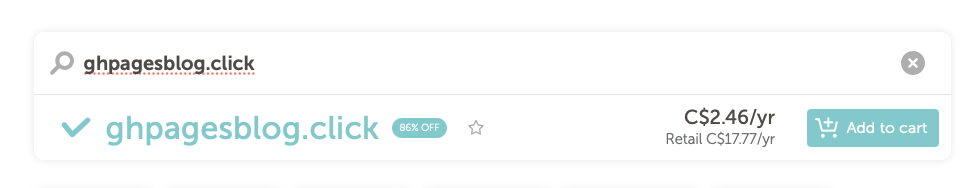 ghpagesblog.click
ghpagesblog.click 86% OFF C$2.46/yr Add to cart
Retail C$17.77/yr